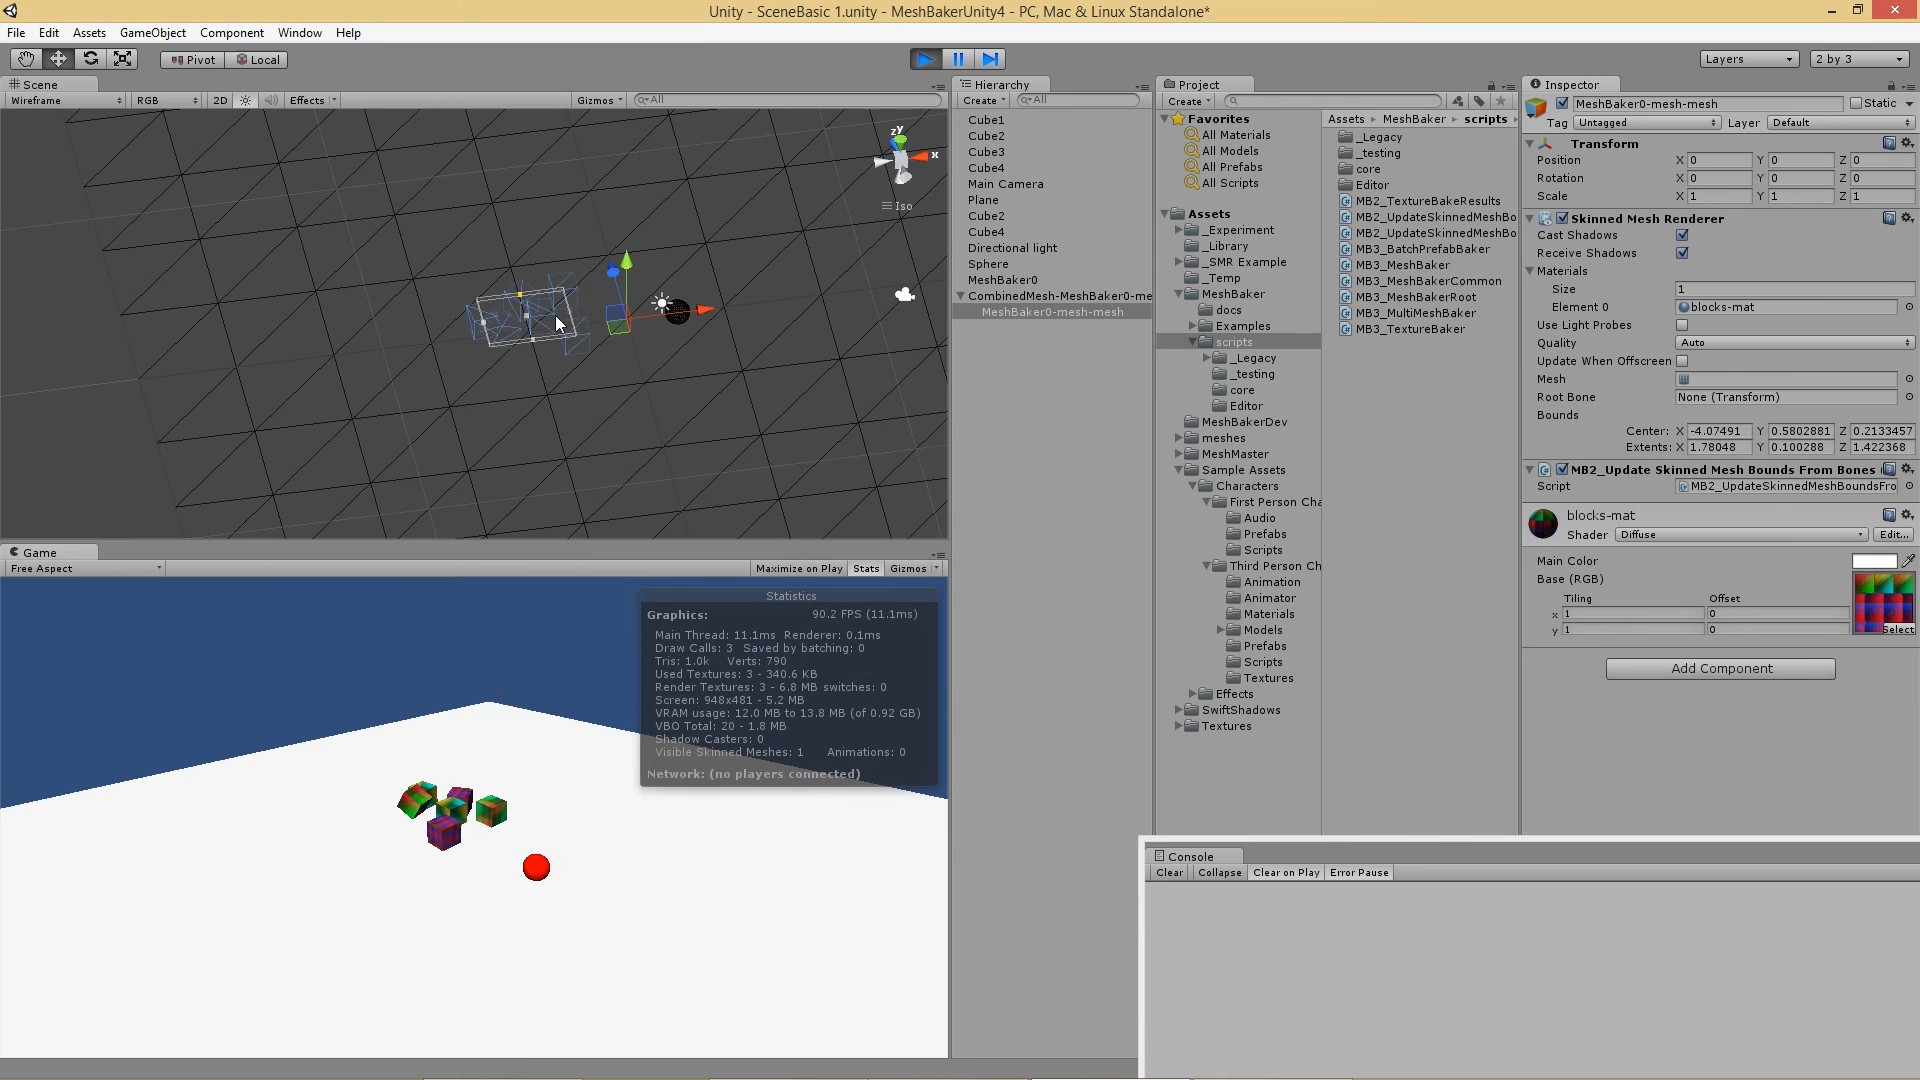 Unity - SceneBasic 1.unity - MeshBakerUnity4 - PC, Mac & Linux Standalone*
File Edit Assets GameObject Component Window Help
Pivot Local Layers 2 by 3
Scene
Wireframe RGB 2D Effects Gizmos All
zy
x
Iso
Game
Free Aspect Maximize on Play Stats Gizmos
Statistics
Graphics: 90.2 FPS (11.1ms)
Main Thread: 11.1ms Renderer: 0.1ms
Draw Calls: 3 Saved by batching: 0
Tris: 1.0k Verts: 790
Used Textures: 3 - 340.6 KB
Render Textures: 3 - 6.8 MB switches: 0
Screen: 948x481 - 5.2 MB
VRAM usage: 12.0 MB to 13.8 MB (of 0.92 GB)
VBO Total: 20 - 1.8 MB
Shadow Casters: 0
Visible Skinned Meshes: 1 Animations: 0
Network: (no players connected)
Hierarchy
Create All
Cube1
Cube2
Cube3
Cube4
Main Camera
Plane
Cube2
Cube4
Directional light
Sphere
MeshBaker0
CombinedMesh-MeshBaker0-me
MeshBaker0-mesh-mesh
Project
Create
Favorites
All Materials
All Models
All Prefabs
All Scripts
Assets
_Experiment
_Library
_SMR Example
_Temp
MeshBaker
docs
Examples
scripts
_Legacy
_testing
core
Editor
MeshBakerDev
meshes
MeshMaster
Sample Assets
Characters
First Person Cha
Audio
Prefabs
Scripts
Third Person Ch
Animation
Animator
Materials
Models
Prefabs
Scripts
Textures
Effects
SwiftShadows
Textures
Assets MeshBaker scripts
_Legacy
_testing
core
Editor
MB2_TextureBakeResults
MB2_UpdateSkinnedMeshBo
MB2_UpdateSkinnedMeshBo
MB3_BatchPrefabBaker
MB3_MeshBaker
MB3_MeshBakerCommon
MB3_MeshBakerRoot
MB3_MultiMeshBaker
MB3_TextureBaker
Inspector
MeshBaker0-mesh-mesh Static
Tag Untagged Layer Default
Transform
Position X 0 Y 0 Z 0
Rotation X 0 Y 0 Z 0
Scale X 1 Y 1 Z 1
Skinned Mesh Renderer
Cast Shadows
Receive Shadows
Materials
Size 1
Element 0 blocks-mat
Use Light Probes
Quality Auto
Update When Offscreen
Mesh
Root Bone None (Transform)
Bounds
Center: X -4.07491 Y 0.5802881 Z 0.2133457
Extents: X 1.78048 Y 0.100288 Z 1.422368
MB2_Update Skinned Mesh Bounds From Bones (
Script MB2_UpdateSkinnedMeshBoundsFro
blocks-mat
Shader Diffuse Edit...
Main Color
Base (RGB)
Tiling Offset
x 1 0
y 1 0
Select
Add Component
Console
Clear Collapse Clear on Play Error Pause